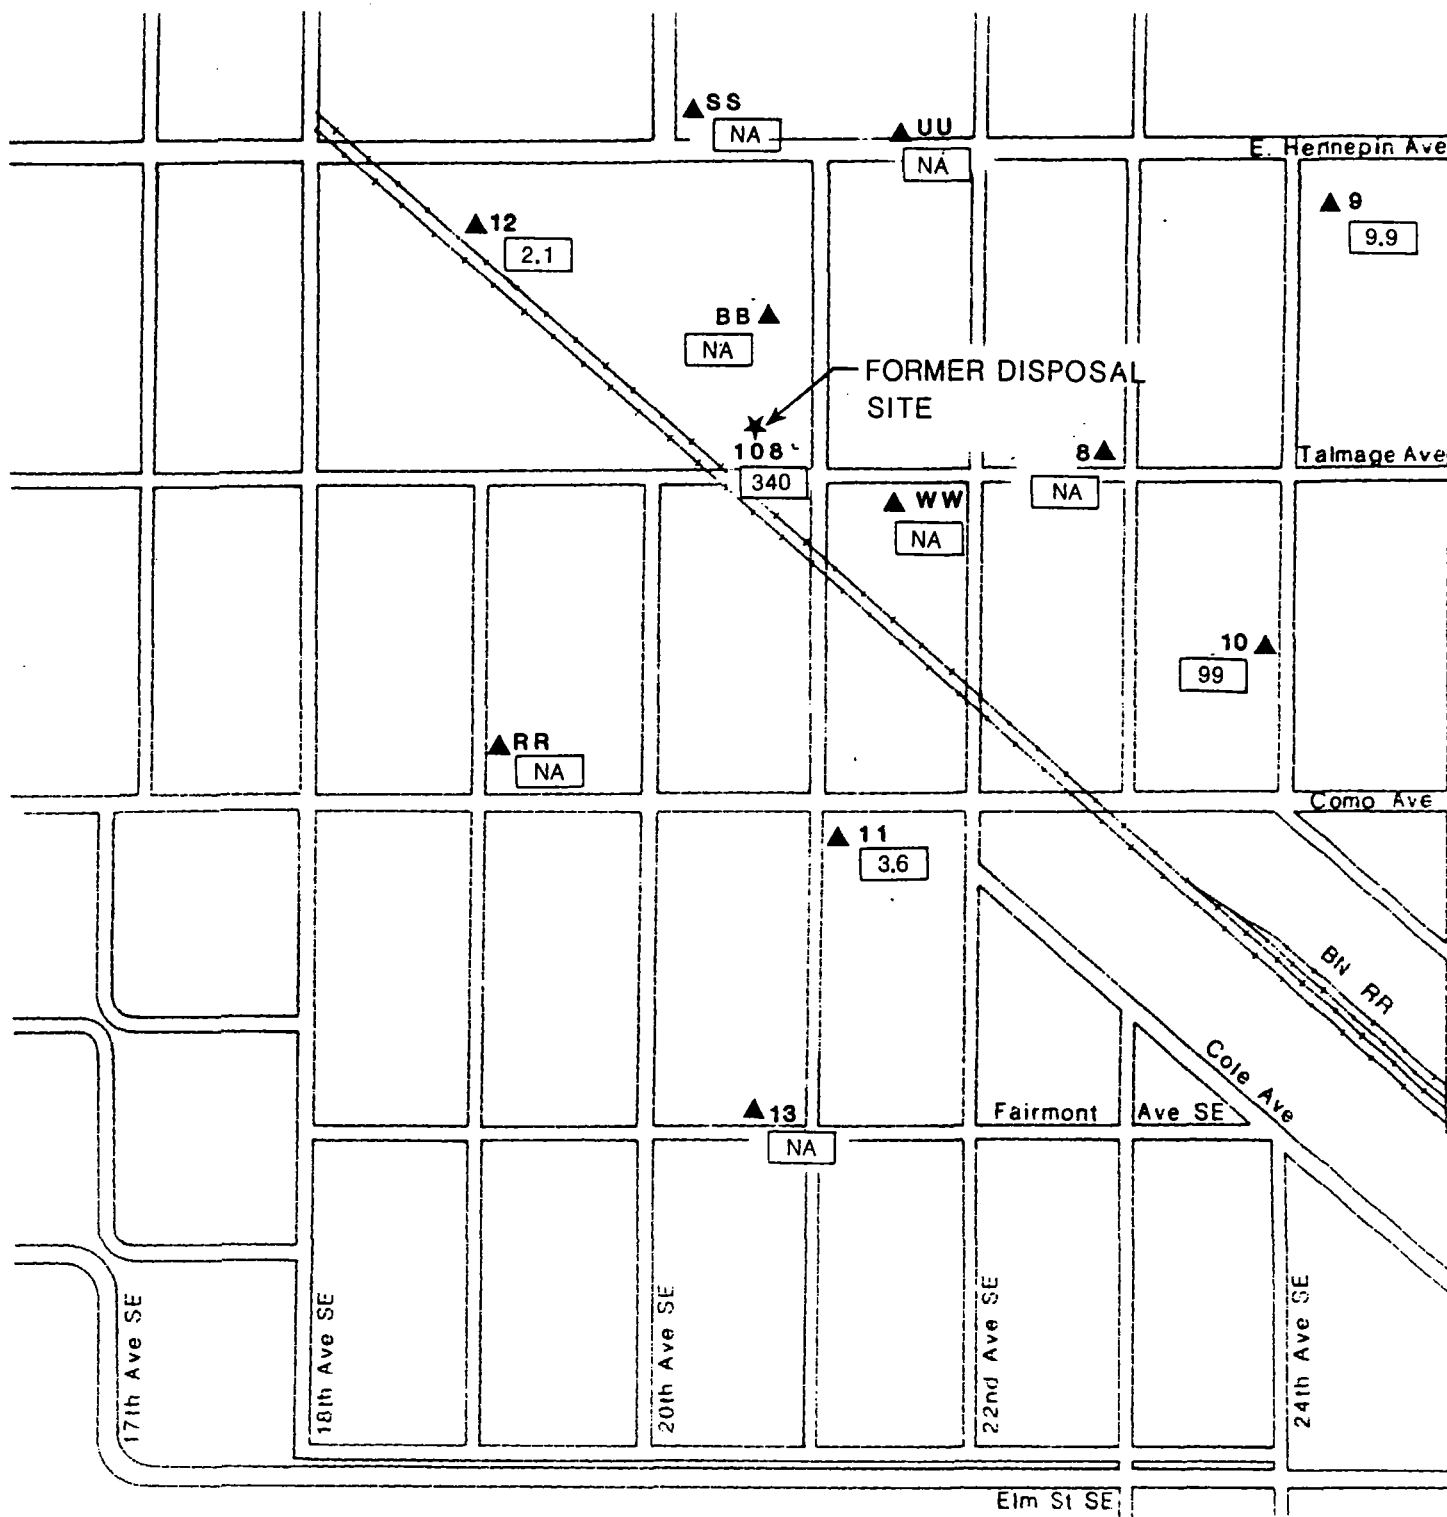 SS
NA
UU
NA
E. Hennepin Ave
9
9.9
12
2.1
BB
NA
FORMER DISPOSAL
SITE
108
340
8
NA
Talmage Ave
WW
NA
10
99
RR
NA
Como Ave
11
3.6
BN RR
Cole Ave
13
NA
Fairmont Ave SE
17th Ave SE
18th Ave SE
20th Ave SE
22nd Ave SE
24th Ave SE
Elm St SE